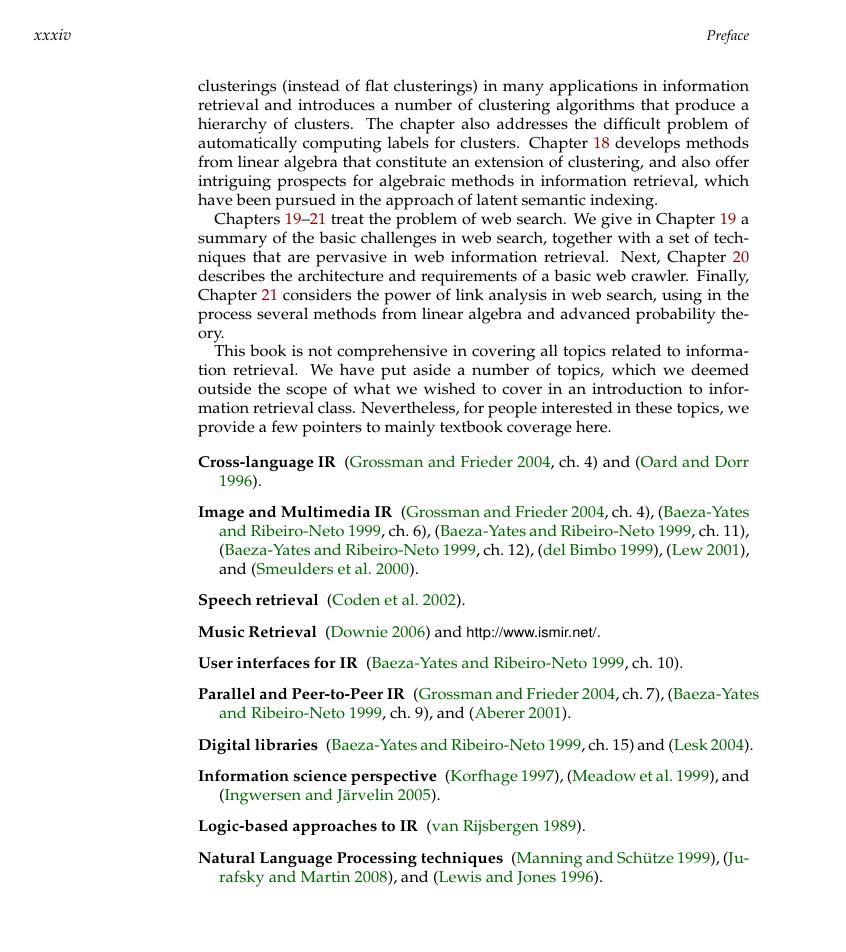 xxxiv Preface
clusterings (instead of flat clusterings) in many applications in information
retrieval and introduces a number of clustering algorithms that produce a
hierarchy of clusters. The chapter also addresses the difficult problem of
automatically computing labels for clusters. Chapter 18 develops methods
from linear algebra that constitute an extension of clustering, and also offer
intriguing prospects for algebraic methods in information retrieval, which
have been pursued in the approach of latent semantic indexing.
Chapters 19–21 treat the problem of web search. We give in Chapter 19 a
summary of the basic challenges in web search, together with a set of tech-
niques that are pervasive in web information retrieval. Next, Chapter 20
describes the architecture and requirements of a basic web crawler. Finally,
Chapter 21 considers the power of link analysis in web search, using in the
process several methods from linear algebra and advanced probability the-
ory.
This book is not comprehensive in covering all topics related to informa-
tion retrieval. We have put aside a number of topics, which we deemed
outside the scope of what we wished to cover in an introduction to infor-
mation retrieval class. Nevertheless, for people interested in these topics, we
provide a few pointers to mainly textbook coverage here.
Cross-language IR (Grossman and Frieder 2004, ch. 4) and (Oard and Dorr
1996).
Image and Multimedia IR (Grossman and Frieder 2004, ch. 4), (Baeza-Yates
and Ribeiro-Neto 1999, ch. 6), (Baeza-Yates and Ribeiro-Neto 1999, ch. 11),
(Baeza-Yates and Ribeiro-Neto 1999, ch. 12), (del Bimbo 1999), (Lew 2001),
and (Smeulders et al. 2000).
Speech retrieval (Coden et al. 2002).
Music Retrieval (Downie 2006) and http://www.ismir.net/.
User interfaces for IR (Baeza-Yates and Ribeiro-Neto 1999, ch. 10).
Parallel and Peer-to-Peer IR (Grossman and Frieder 2004, ch. 7), (Baeza-Yates
and Ribeiro-Neto 1999, ch. 9), and (Aberer 2001).
Digital libraries (Baeza-Yates and Ribeiro-Neto 1999, ch. 15) and (Lesk 2004).
Information science perspective (Korfhage 1997), (Meadow et al. 1999), and
(Ingwersen and Järvelin 2005).
Logic-based approaches to IR (van Rijsbergen 1989).
Natural Language Processing techniques (Manning and Schütze 1999), (Ju-
rafsky and Martin 2008), and (Lewis and Jones 1996).